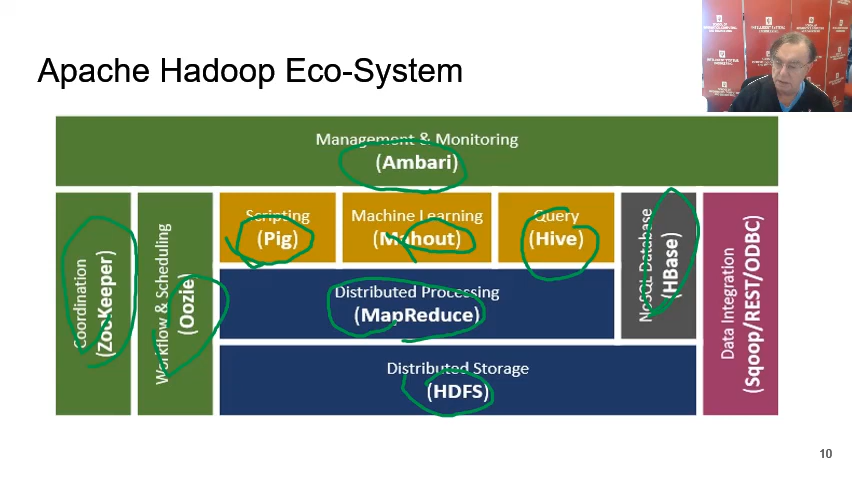 Apache Hadoop Eco-System
Management & Monitoring
(Ambari)
Coordination
(ZooKeeper)
Workflow & Scheduling
(Oozie)
Scripting
(Pig)
Machine Learning
(Mahout)
Query
(Hive)
NoSQL Database
(HBase)
Data Integration
(Sqoop/REST/ODBC)
Distributed Processing
(MapReduce)
Distributed Storage
(HDFS)
10